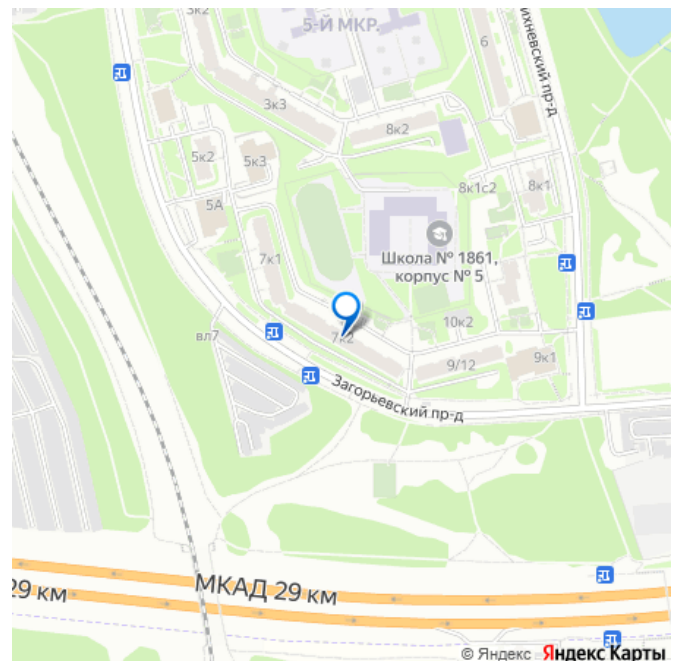 3к2
5-Й МКР.
6
ихневский пр-д
3к3
8к2
5к2
5к3
8к1с2
8к1
5А
Школа № 1861,
корпус № 5
7к1
вл7
7к2
10к2
9/12
9к1
Загорьевский пр-д
МКАД 29 км
29 км
© Яндекс Яндекс Карты